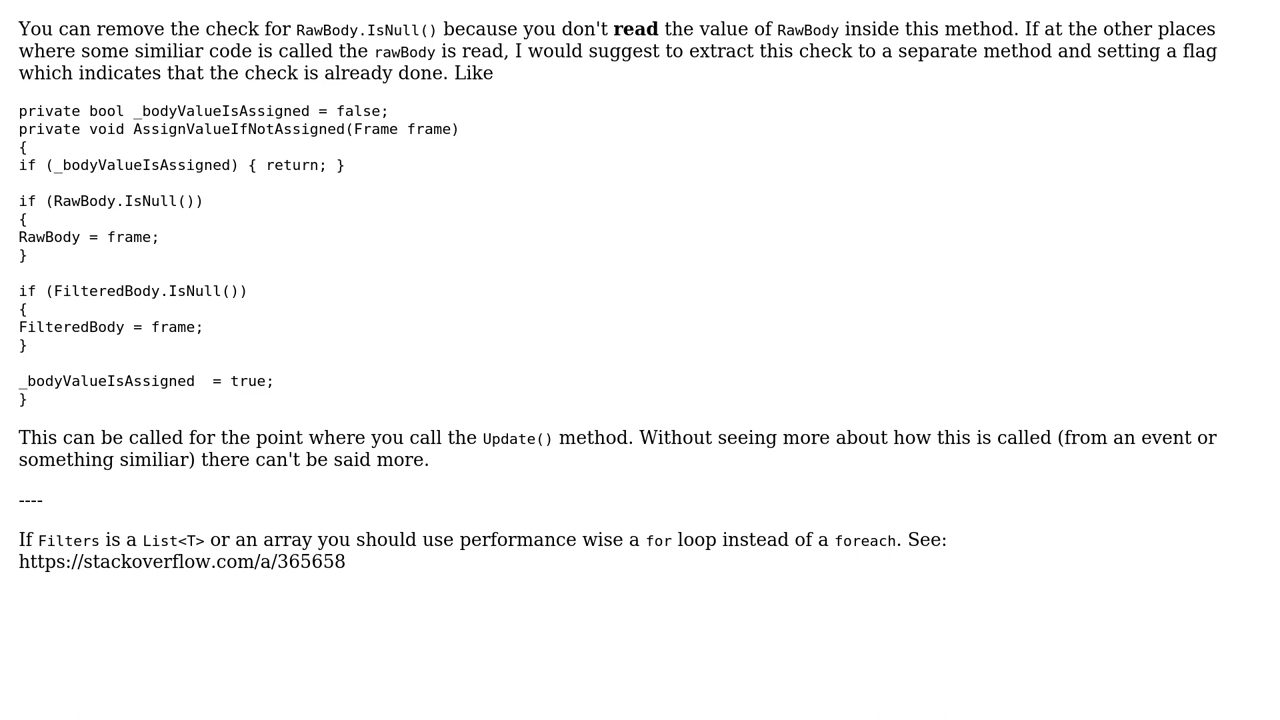 You can remove the check for RawBody.IsNull() because you don't read the value of RawBody inside this method. If at the other places
where some similiar code is called the rawBody is read, I would suggest to extract this check to a separate method and setting a flag
which indicates that the check is already done. Like
private bool _bodyValueIsAssigned = false;
private void AssignValueIfNotAssigned(Frame frame)
{
if (_bodyValueIsAssigned) { return; }
if (RawBody.IsNull())
{
RawBody = frame;
}
if (FilteredBody.IsNull())
{
FilteredBody = frame;
}
_bodyValueIsAssigned  = true;
}
This can be called for the point where you call the Update() method. Without seeing more about how this is called (from an event or
something similiar) there can't be said more.
----
If Filters is a List<T> or an array you should use performance wise a for loop instead of a foreach. See:
https://stackoverflow.com/a/365658